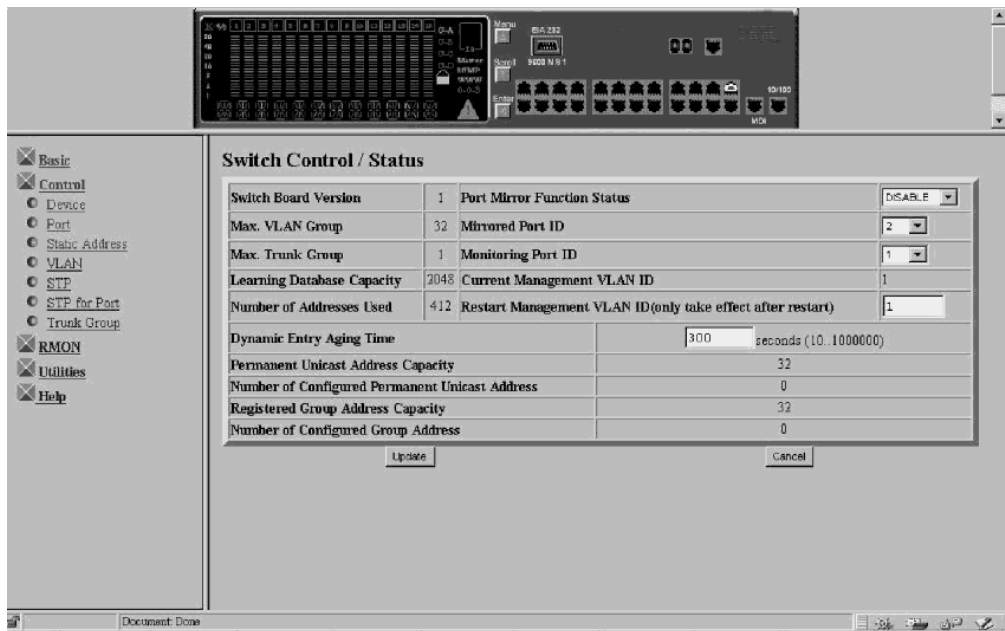 Menu
EIA 232
9600 N 8 1
Scroll
Enter
10/100
MDI
Basic
Control
Device
Port
Static Address
VLAN
STP
STP for Port
Trunk Group
RMON
Utilities
Help
Switch Control / Status
Switch Board Version 1 Port Mirror Function Status DISABLE
Max. VLAN Group 32 Mirrored Port ID 2
Max. Trunk Group 1 Monitoring Port ID 1
Learning Database Capacity 2048 Current Management VLAN ID 1
Number of Addresses Used 412 Restart Management VLAN ID(only take effect after restart) 1
Dynamic Entry Aging Time 300 seconds (10..1000000)
Permanent Unicast Address Capacity 32
Number of Configured Permanent Unicast Address 0
Registered Group Address Capacity 32
Number of Configured Group Address 0
Update Cancel
Document: Done